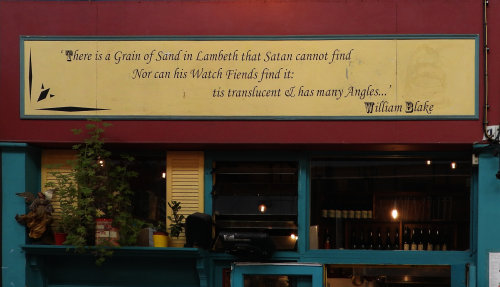 'There is a Grain of Sand in Lambeth that Satan cannot find
Nor can his Watch Fiends find it:
tis translucent & has many Angles...'
William Blake